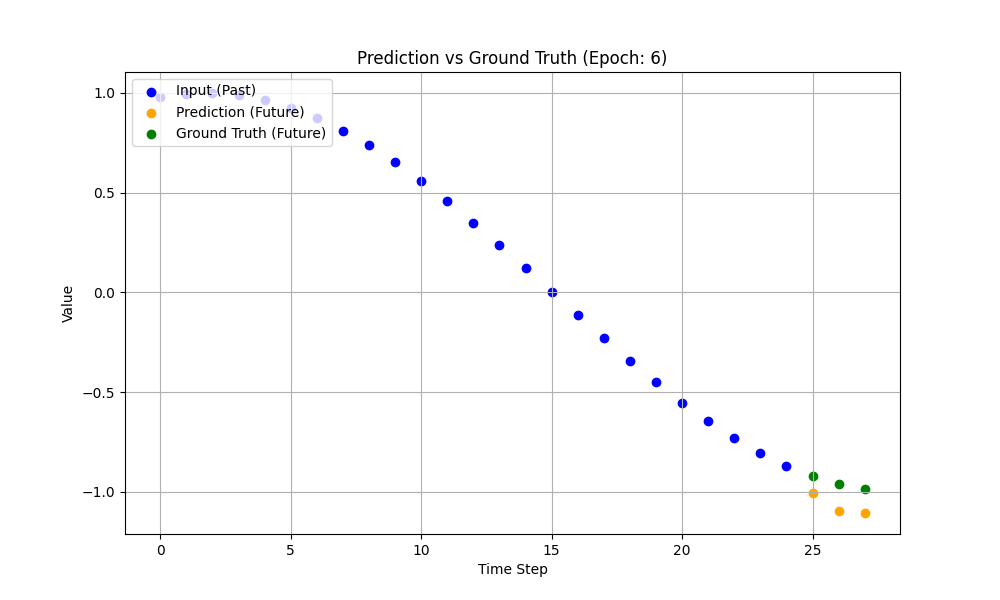 Prediction vs Ground Truth (Epoch: 6)
Input (Past)
Prediction (Future)
Ground Truth (Future)
1.0
0.5
0.0
−0.5
−1.0
Value
0 5 10 15 20 25
Time Step